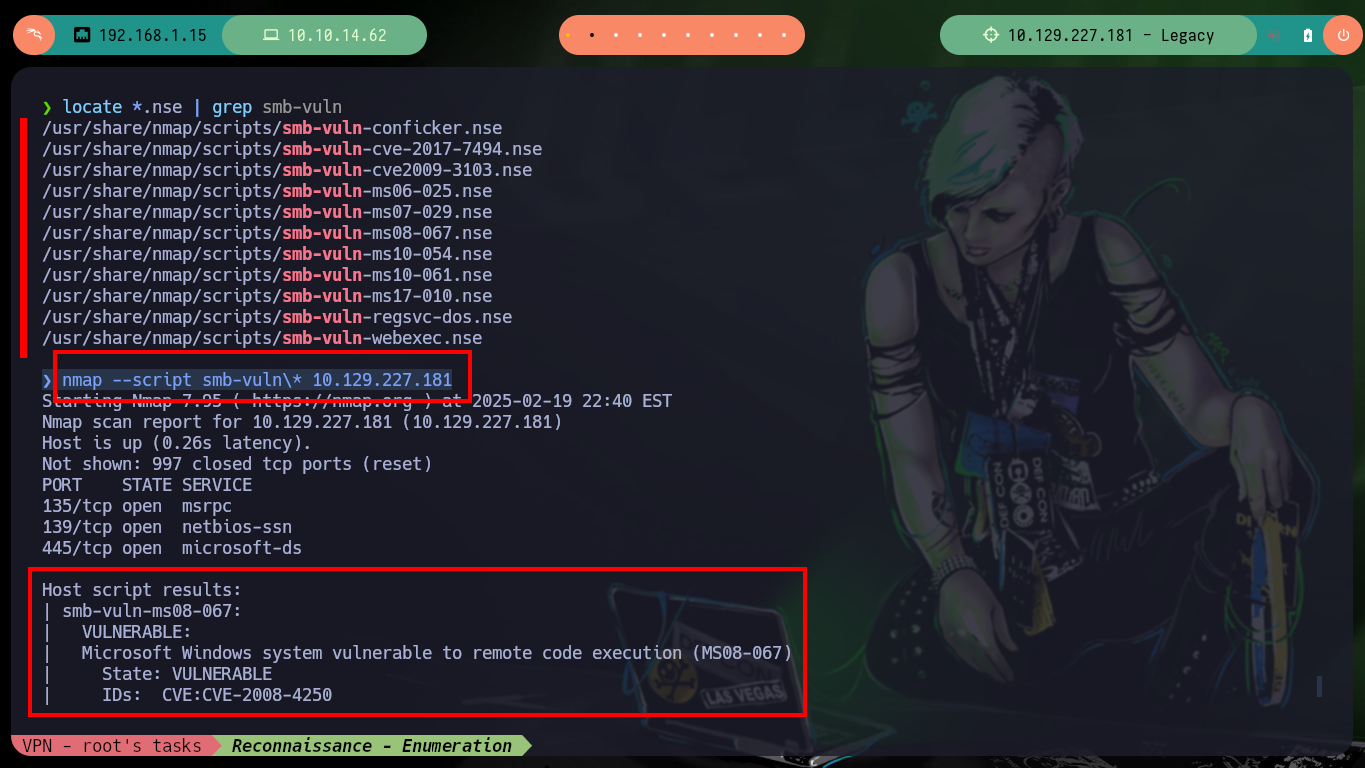 192.168.1.15
10.10.14.62
10.129.227.181 - Legacy
❯ locate *.nse | grep smb-vuln
/usr/share/nmap/scripts/smb-vuln-conficker.nse
/usr/share/nmap/scripts/smb-vuln-cve-2017-7494.nse
/usr/share/nmap/scripts/smb-vuln-cve2009-3103.nse
/usr/share/nmap/scripts/smb-vuln-ms06-025.nse
/usr/share/nmap/scripts/smb-vuln-ms07-029.nse
/usr/share/nmap/scripts/smb-vuln-ms08-067.nse
/usr/share/nmap/scripts/smb-vuln-ms10-054.nse
/usr/share/nmap/scripts/smb-vuln-ms10-061.nse
/usr/share/nmap/scripts/smb-vuln-ms17-010.nse
/usr/share/nmap/scripts/smb-vuln-regsvc-dos.nse
/usr/share/nmap/scripts/smb-vuln-webexec.nse
❯ nmap --script smb-vuln\* 10.129.227.181
Starting Nmap 7.95 ( https://nmap.org ) at 2025-02-19 22:40 EST
Nmap scan report for 10.129.227.181 (10.129.227.181)
Host is up (0.26s latency).
Not shown: 997 closed tcp ports (reset)
PORT    STATE SERVICE
135/tcp open  msrpc
139/tcp open  netbios-ssn
445/tcp open  microsoft-ds
Host script results:
| smb-vuln-ms08-067:
|   VULNERABLE:
|   Microsoft Windows system vulnerable to remote code execution (MS08-067)
|     State: VULNERABLE
|     IDs:  CVE:CVE-2008-4250
DEF CON
DEF CON
LAS VEGAS
VPN - root's tasks
Reconnaissance - Enumeration